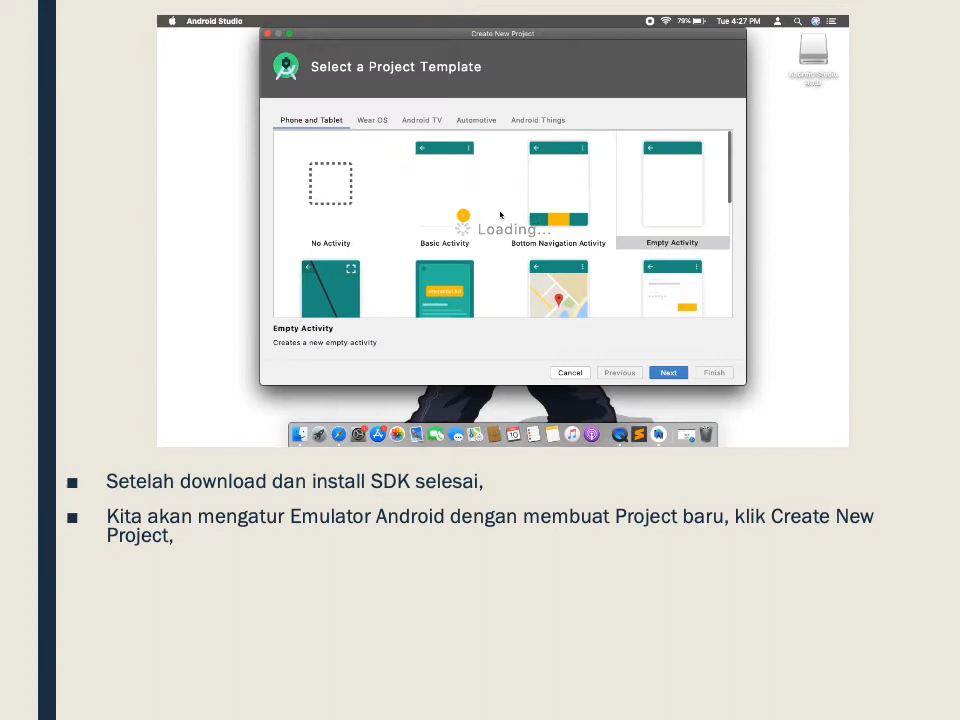 Android Studio
79%
Tue 4:27 PM
Create New Project
Select a Project Template
Phone and Tablet
Wear OS
Android TV
Automotive
Android Things
Loading...
No Activity
Basic Activity
Bottom Navigation Activity
Empty Activity
Empty Activity
Creates a new empty activity
Cancel
Previous
Next
Finish
10
■ Setelah download dan install SDK selesai,
■ Kita akan mengatur Emulator Android dengan membuat Project baru, klik Create New
Project,